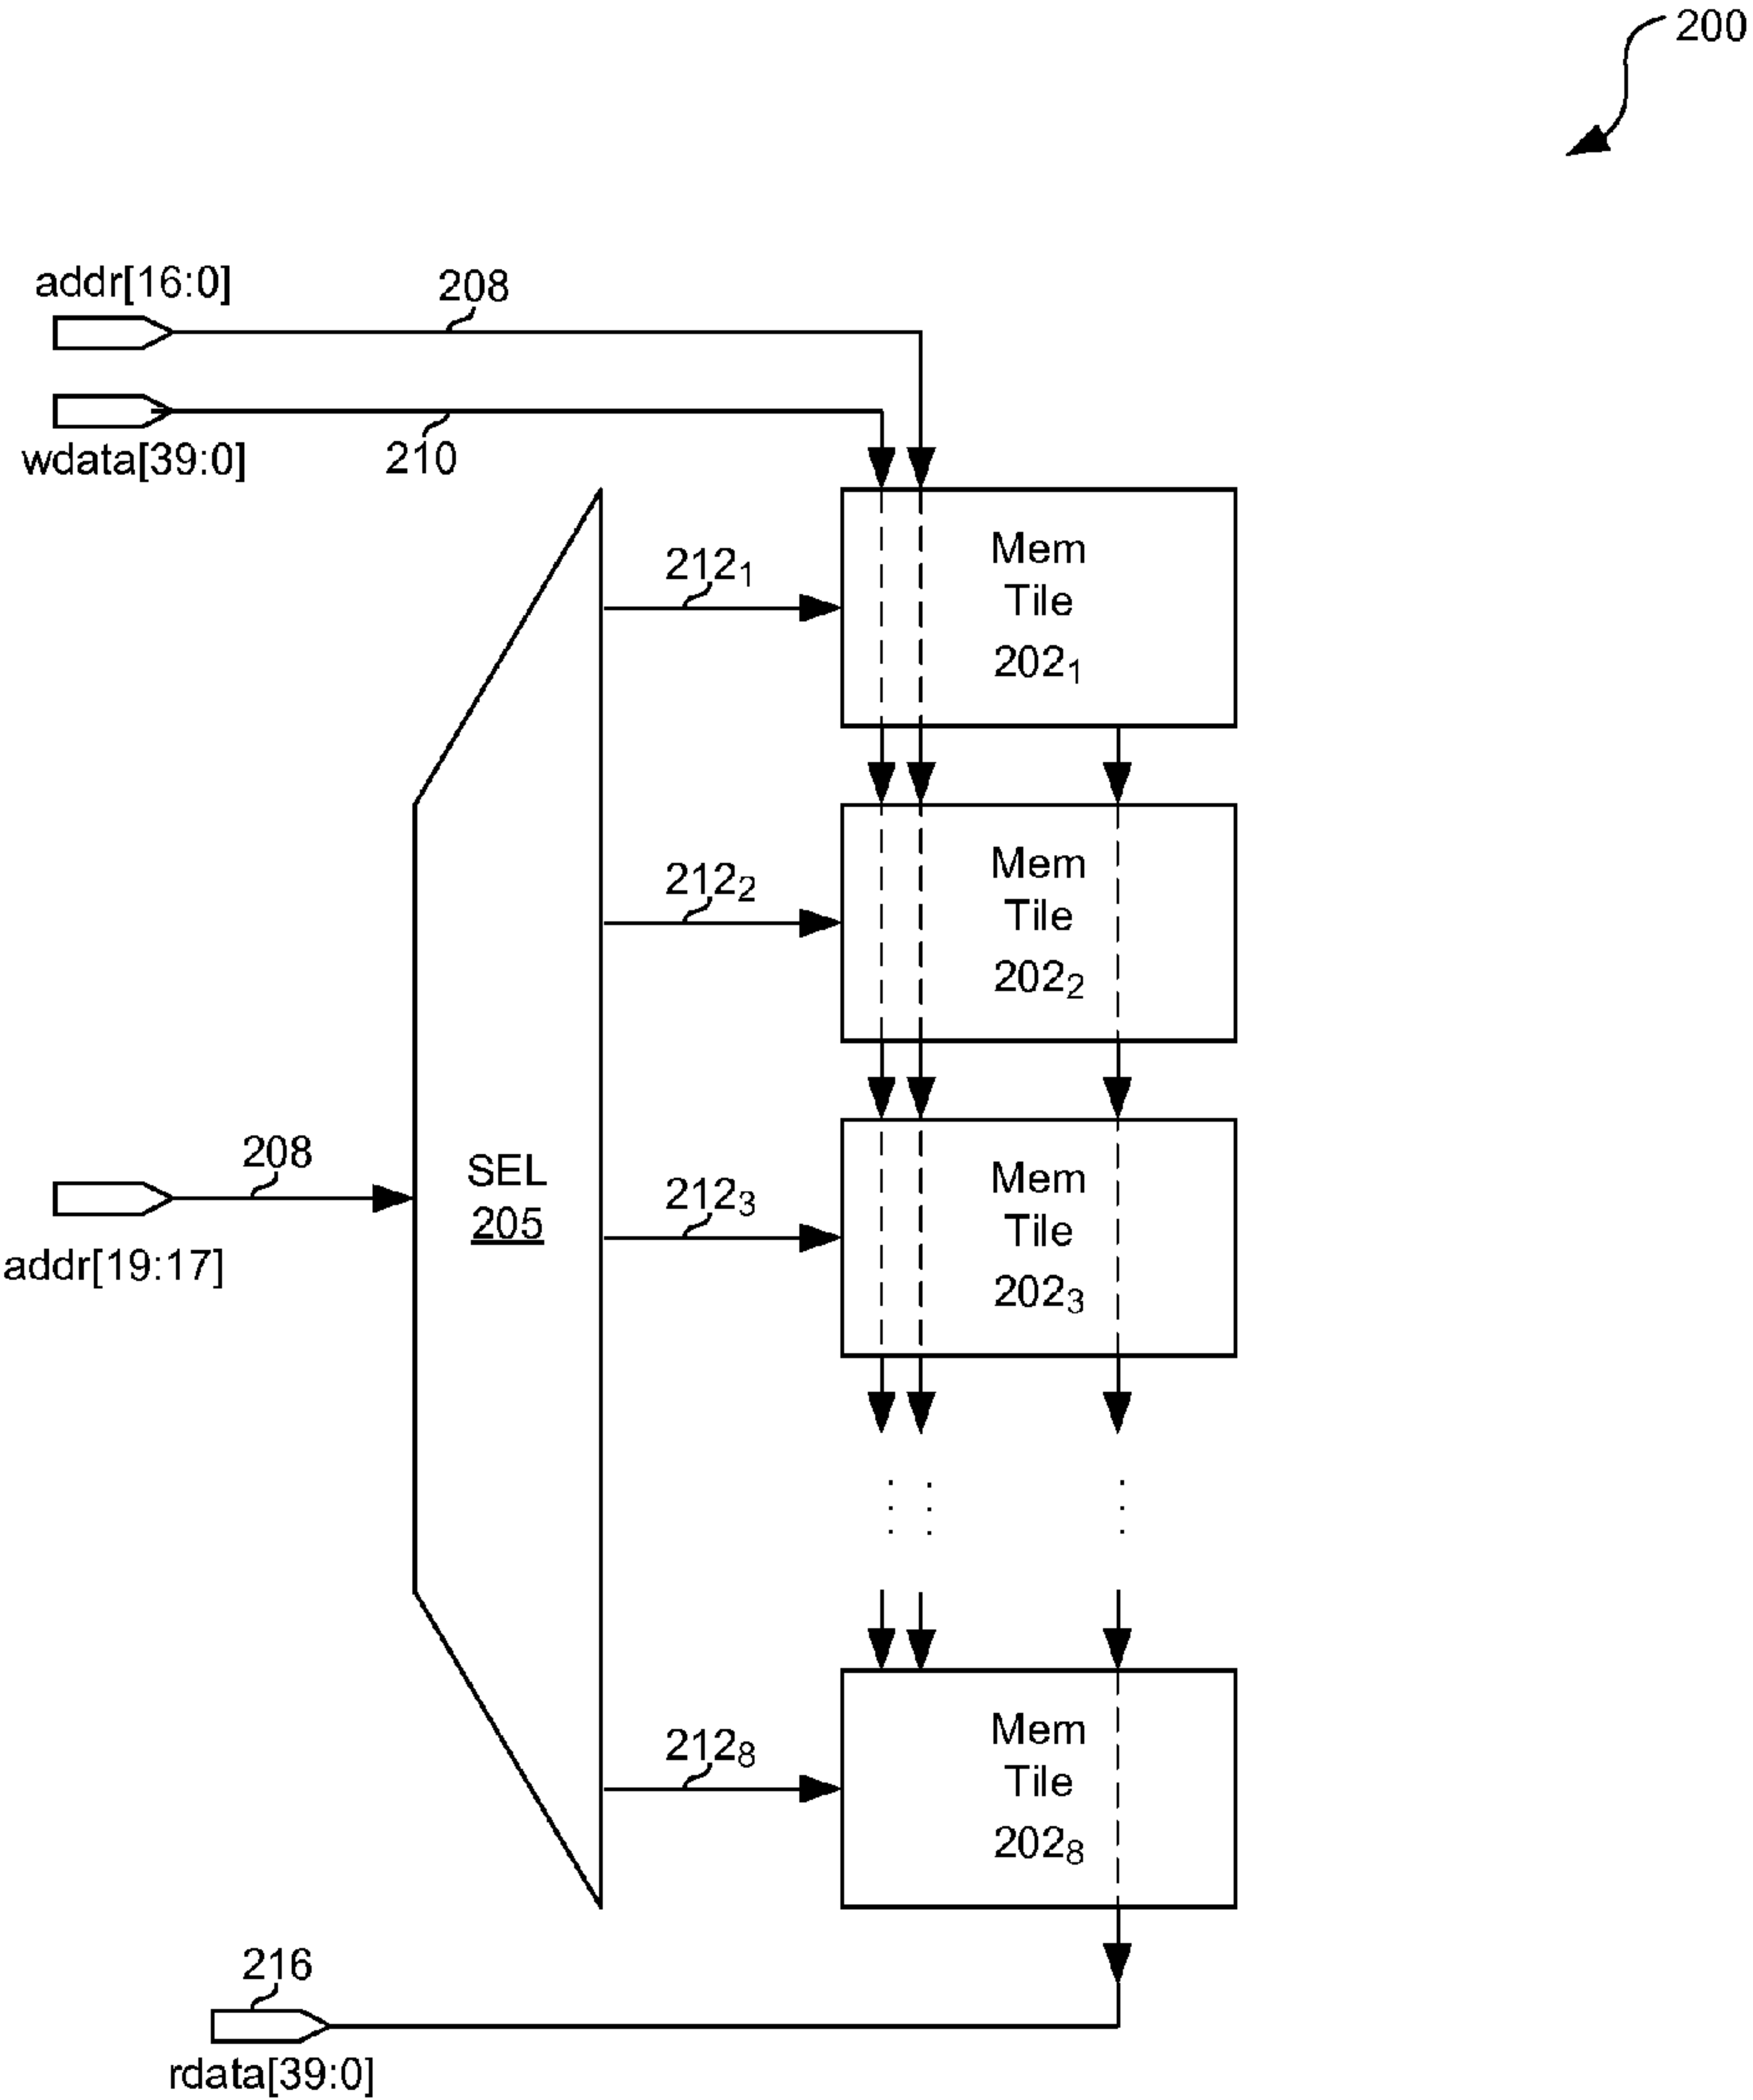 200
addr[16:0]
208
wdata[39:0]
210
212₁
Mem
Tile
202₁
212₂
Mem
Tile
202₂
208
addr[19:17]
SEL
205
212₃
Mem
Tile
202₃
212₈
Mem
Tile
202₈
216
rdata[39:0]